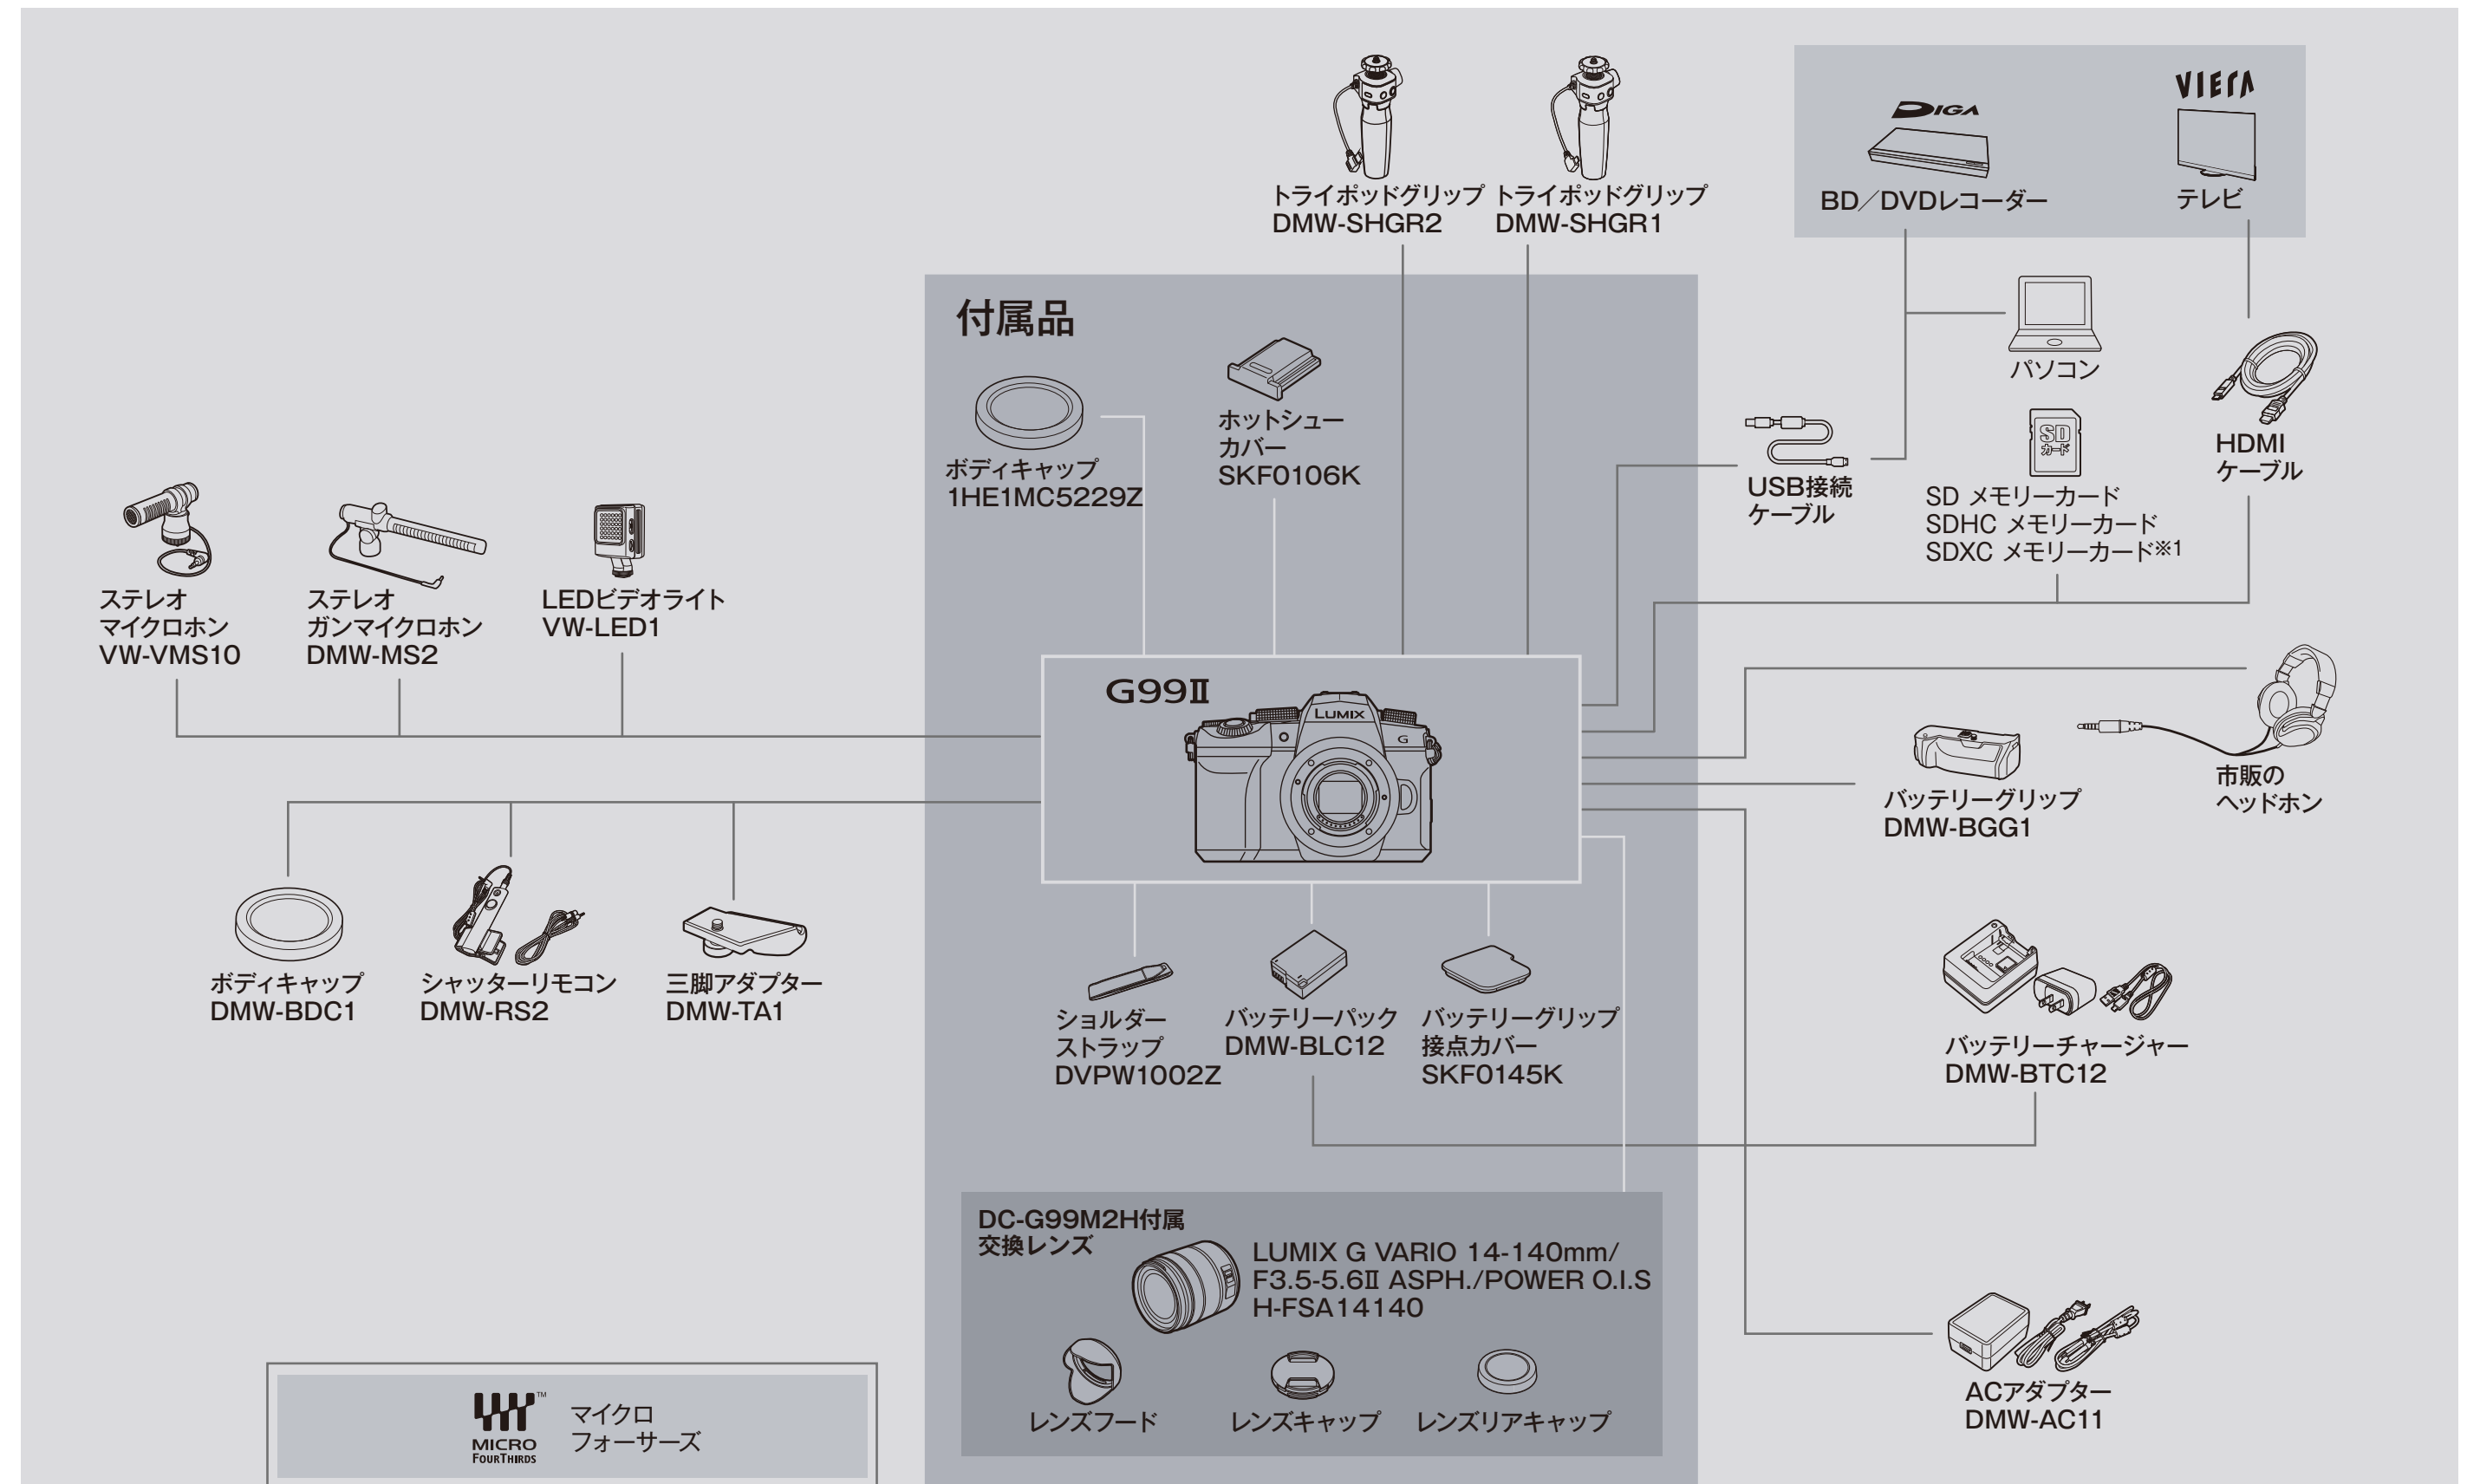 トライポッドグリップ
DMW-SHGR2
トライポッドグリップ
DMW-SHGR1
DIGA
BD／DVDレコーダー
VIERA
テレビ
パソコン
HDMI
ケーブル
USB接続
ケーブル
SD
カード
SD メモリーカード
SDHC メモリーカード
SDXC メモリーカード※1
付属品
ボディキャップ
1HE1MC5229Z
ホットシュー
カバー
SKF0106K
ステレオ
マイクロホン
VW-VMS10
ステレオ
ガンマイクロホン
DMW-MS2
LEDビデオライト
VW-LED1
G99Ⅱ
LUMIX
G
市販の
ヘッドホン
バッテリーグリップ
DMW-BGG1
ボディキャップ
DMW-BDC1
シャッターリモコン
DMW-RS2
三脚アダプター
DMW-TA1
ショルダー
ストラップ
DVPW1002Z
バッテリーパック
DMW-BLC12
バッテリーグリップ
接点カバー
SKF0145K
バッテリーチャージャー
DMW-BTC12
DC-G99M2H付属
交換レンズ
LUMIX G VARIO 14-140mm/
F3.5-5.6Ⅱ ASPH./POWER O.I.S
H-FSA14140
レンズフード
レンズキャップ
レンズリアキャップ
ACアダプター
DMW-AC11
TM
MICRO
FOURTHIRDS
マイクロ
フォーサーズ